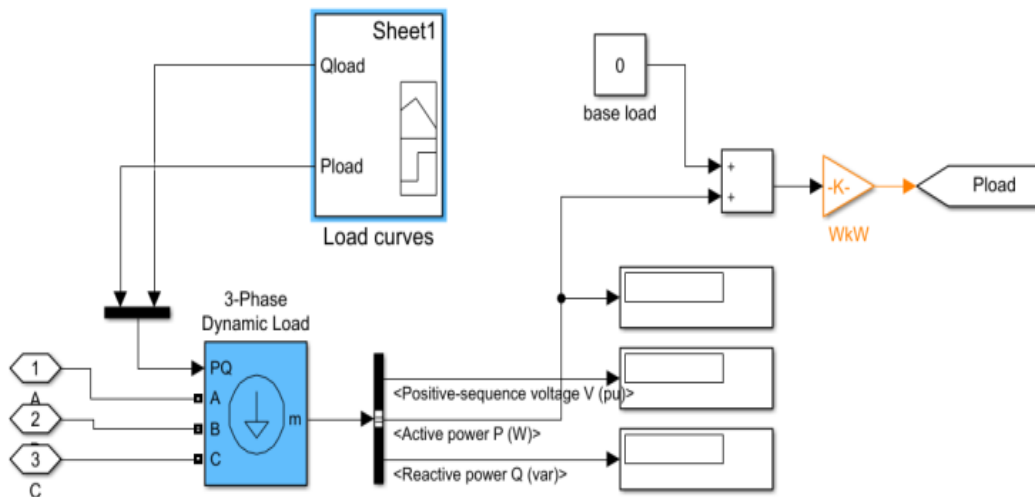 Sheet1
Qload
Pload
Load curves
0
base load
+
+
-K-
WkW
Pload
3-Phase
Dynamic Load
PQ
A
B
C
m
1
A
2
3
C
<Positive-sequence voltage V (pu)>
<Active power P (W)>
<Reactive power Q (var)>